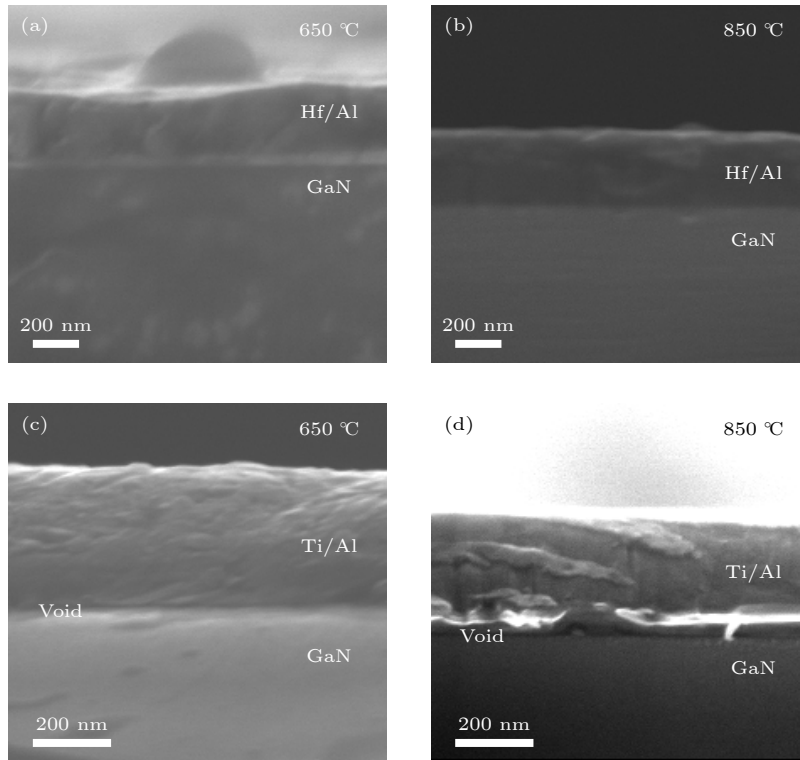 (a)
650 ℃
Hf/Al
GaN
200 nm
(b)
850 ℃
Hf/Al
GaN
200 nm
(c)
650 ℃
Ti/Al
Void
GaN
200 nm
(d)
850 ℃
Ti/Al
Void
GaN
200 nm